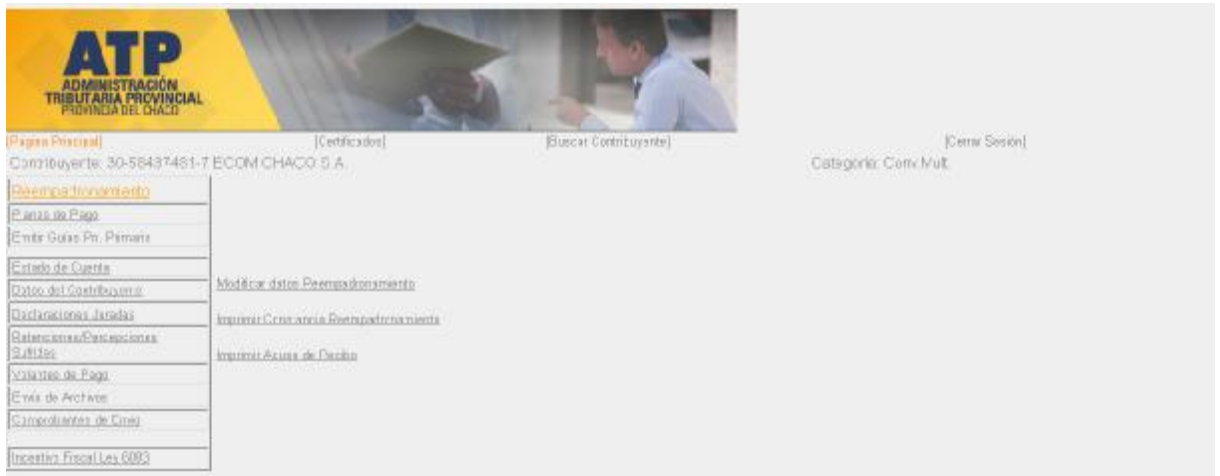 ATP
ADMINISTRACIÓN
TRIBUTARIA PROVINCIAL
PROVINCIA DEL CHACO
[Pagina Principal] [Certificados] [Buscar Contribuyente] [Cerrar Sesión]
Contribuyente: 30-58437481-7 ECOM CHACO S.A. Categoria: Conv.Mult.
Reempadronamiento
Planes de Pago
Emitir Guias Pr. Primaria
Estado de Cuenta
Datos del Contribuyente
Modificar datos Reempadronamiento
Declaraciones Juradas
Imprimir Constancia Reempadronamiento
Retenciones/Percepciones
Sufridas
Imprimir Acuse de Recibo
Volantes de Pago
Envio de Archivos
Comprobantes de Envio
Incentivo Fiscal Ley 6083